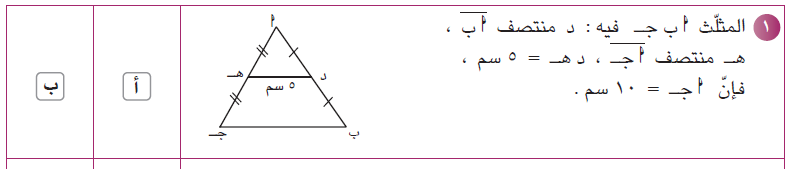 ١ المثلّث أ ب جـ فيه : د منتصف أب ،
هـ منتصف أجـ ، د هـ = ٥ سم ،
فإنّ أ جـ = ١٠ سم .
أ
هـ
د
٥ سم
جـ
ب
أ
ب